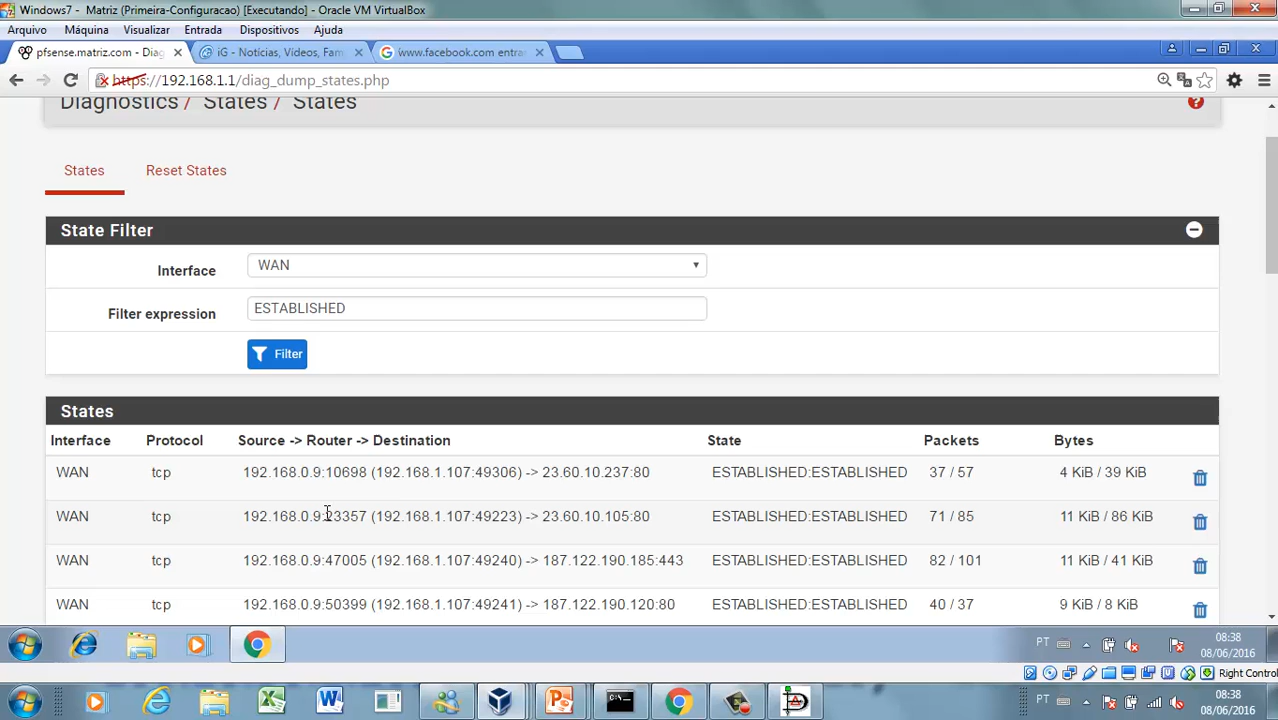 Windows7 - Matriz (Primeira-Configuracao) [Executando] - Oracle VM VirtualBox
Arquivo Máquina Visualizar Entrada Dispositivos Ajuda
pfsense.matriz.com - Diag
iG - Notícias, Vídeos, Fam
www.facebook.com entra
https://192.168.1.1/diag_dump_states.php
Diagnostics / States / States
States Reset States
State Filter
Interface WAN
Filter expression ESTABLISHED
Filter
States
Interface Protocol Source -> Router -> Destination State Packets Bytes
WAN tcp 192.168.0.9:10698 (192.168.1.107:49306) -> 23.60.10.237:80 ESTABLISHED:ESTABLISHED 37 / 57 4 KiB / 39 KiB
WAN tcp 192.168.0.9:23357 (192.168.1.107:49223) -> 23.60.10.105:80 ESTABLISHED:ESTABLISHED 71 / 85 11 KiB / 86 KiB
WAN tcp 192.168.0.9:47005 (192.168.1.107:49240) -> 187.122.190.185:443 ESTABLISHED:ESTABLISHED 82 / 101 11 KiB / 41 KiB
WAN tcp 192.168.0.9:50399 (192.168.1.107:49241) -> 187.122.190.120:80 ESTABLISHED:ESTABLISHED 40 / 37 9 KiB / 8 KiB
PT 08:38
08/06/2016
Right Control
PT 08:38
08/06/2016